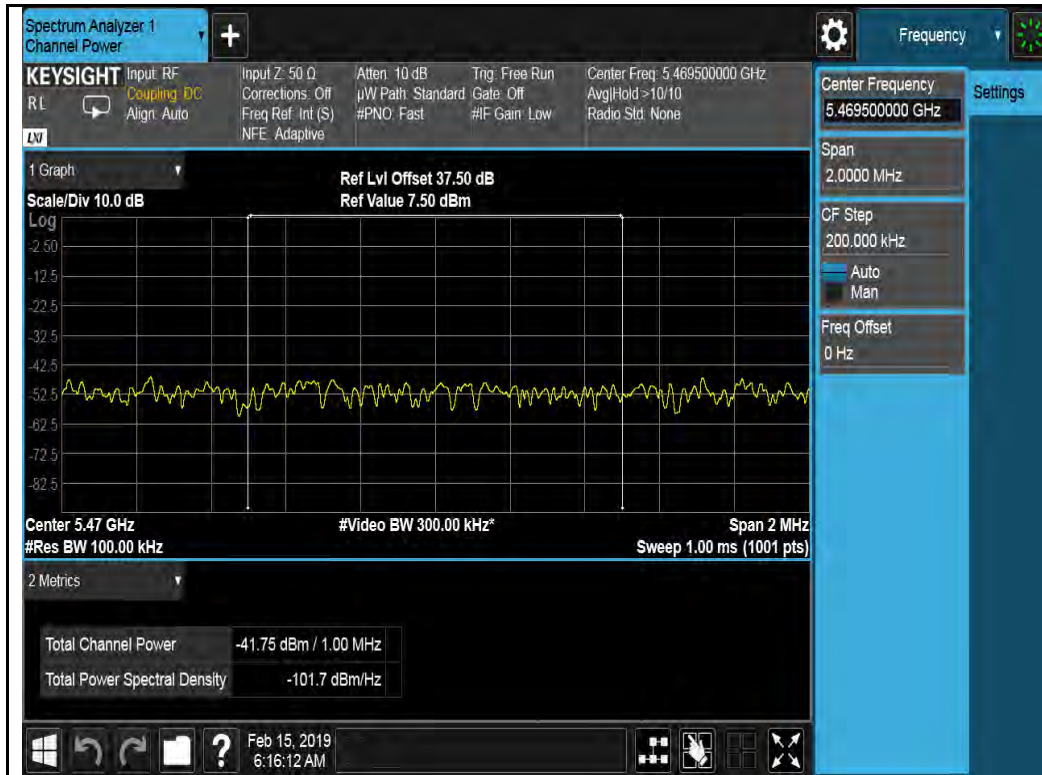 Spectrum Analyzer 1
Channel Power
+
Frequency
KEYSIGHT
RL
LXI
Input: RF
Coupling: DC
Align: Auto
Input Z: 50 Ω
Corrections: Off
Freq Ref: Int (S)
NFE: Adaptive
Atten: 10 dB
µW Path: Standard
#PNO: Fast
Trig: Free Run
Gate: Off
#IF Gain: Low
Center Freq: 5.469500000 GHz
Avg|Hold >10/10
Radio Std: None
1 Graph
Scale/Div 10.0 dB
Ref Lvl Offset 37.50 dB
Ref Value 7.50 dBm
Log
-2.50
-12.5
-22.5
-32.5
-42.5
-52.5
-62.5
-72.5
-82.5
Center 5.47 GHz
#Video BW 300.00 kHz*
Span 2 MHz
#Res BW 100.00 kHz
Sweep 1.00 ms (1001 pts)
2 Metrics
Total Channel Power -41.75 dBm / 1.00 MHz
Total Power Spectral Density -101.7 dBm/Hz
?
Feb 15, 2019
6:16:12 AM
Center Frequency
5.469500000 GHz
Settings
Span
2.0000 MHz
CF Step
200.000 kHz
Auto
Man
Freq Offset
0 Hz